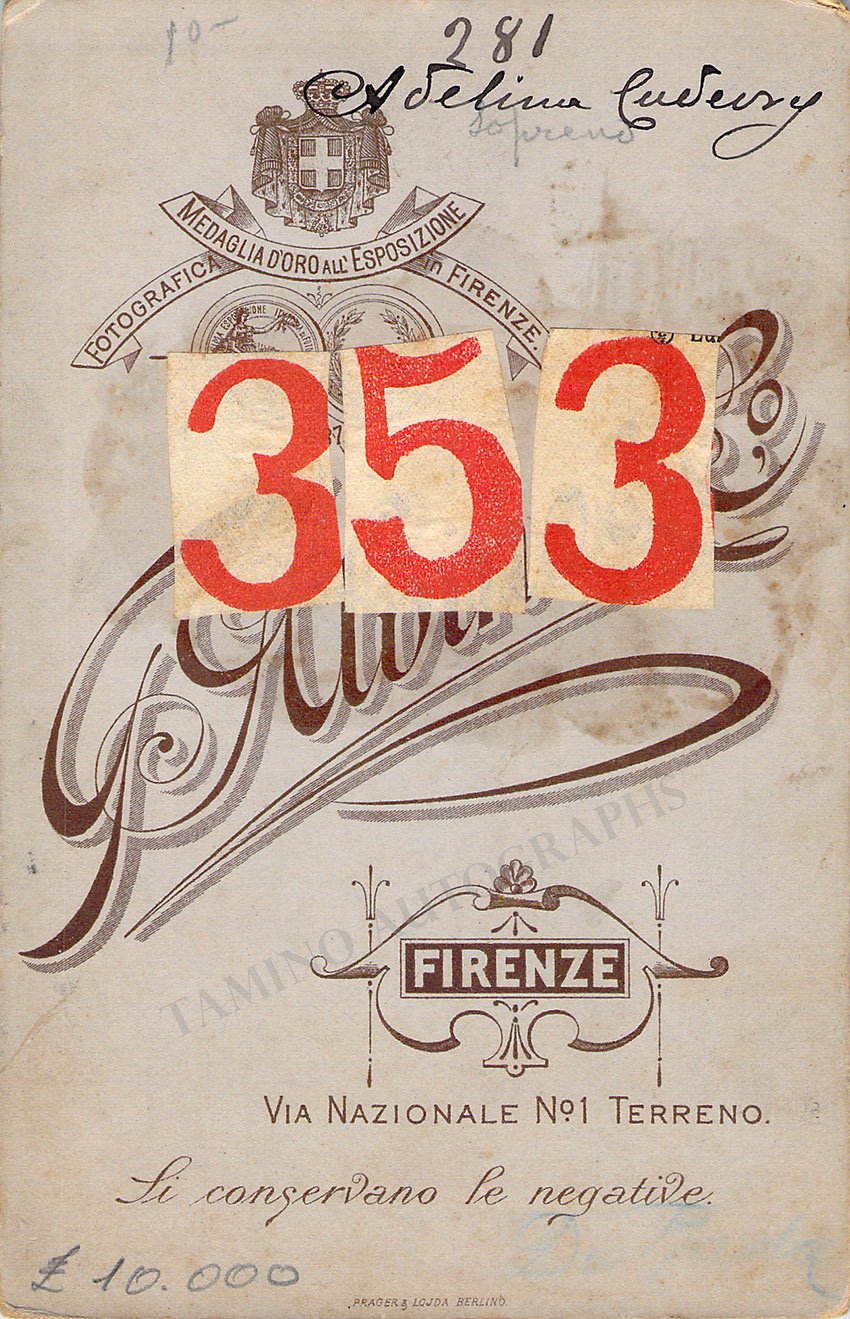 10-
281
Adelina
Soprano
MEDAGLIA D'ORO ALL' ESPOSIZIONE
FOTOGRAFICA in FIRENZE.
353
TAMINO AUTOGRAPHS
FIRENZE
VIA NAZIONALE Nº1 TERRENO.
Si conservano le negative.
£ 10.000
PRAGER & LOJDA BERLINO.